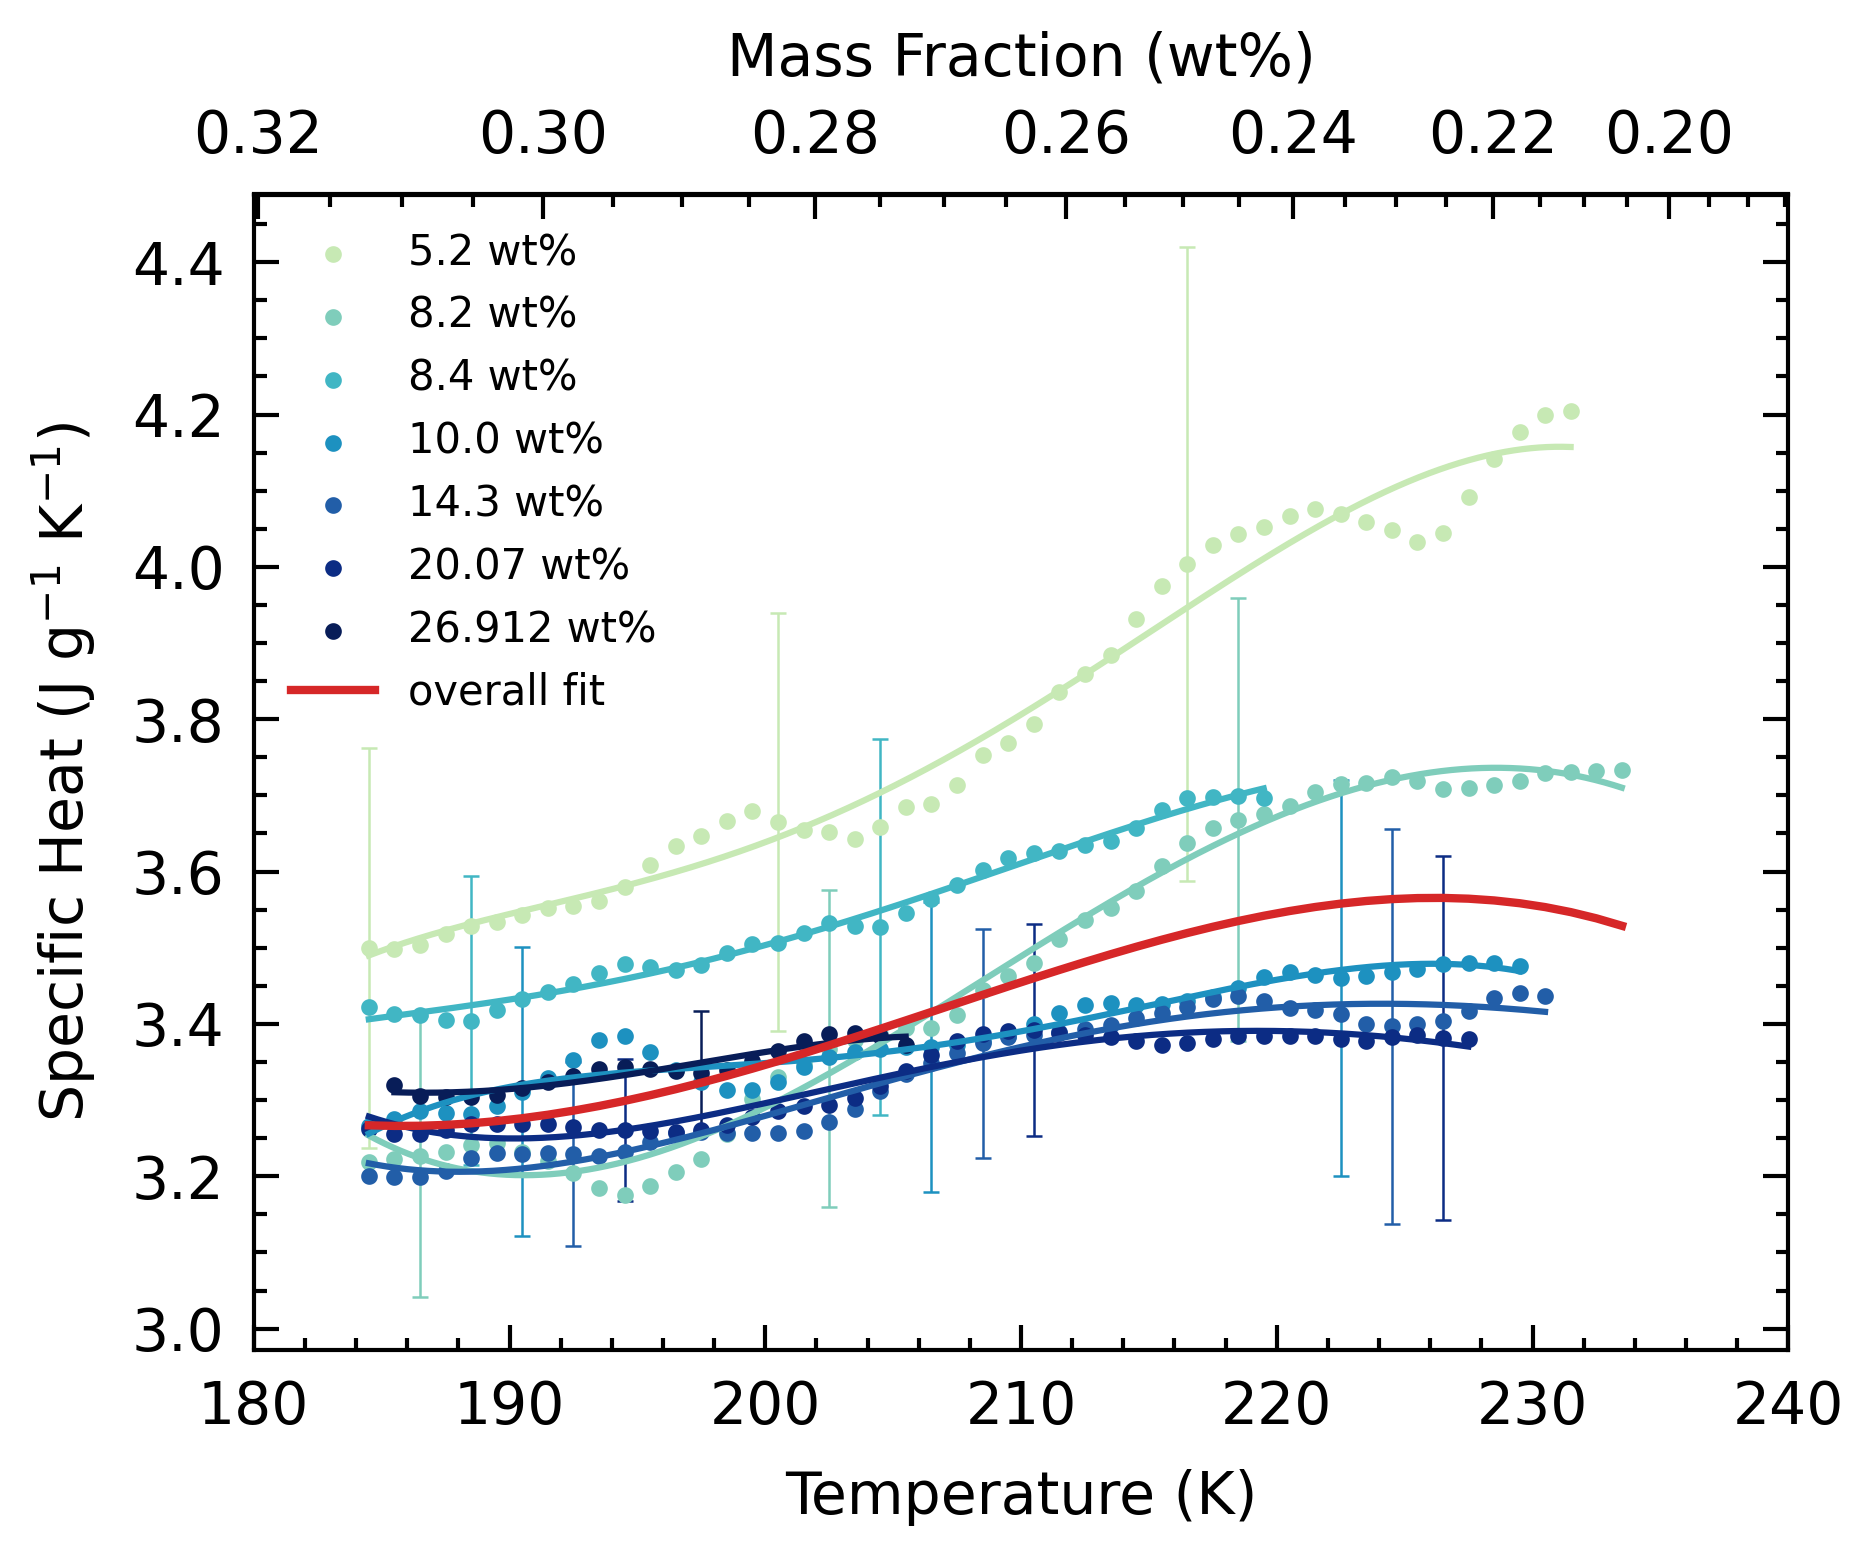 Mass Fraction (wt%)
0.32 0.30 0.28 0.26 0.24 0.22 0.20
Specific Heat (J g⁻¹ K⁻¹)
4.4
4.2
4.0
3.8
3.6
3.4
3.2
3.0
5.2 wt%
8.2 wt%
8.4 wt%
10.0 wt%
14.3 wt%
20.07 wt%
26.912 wt%
overall fit
180 190 200 210 220 230 240
Temperature (K)